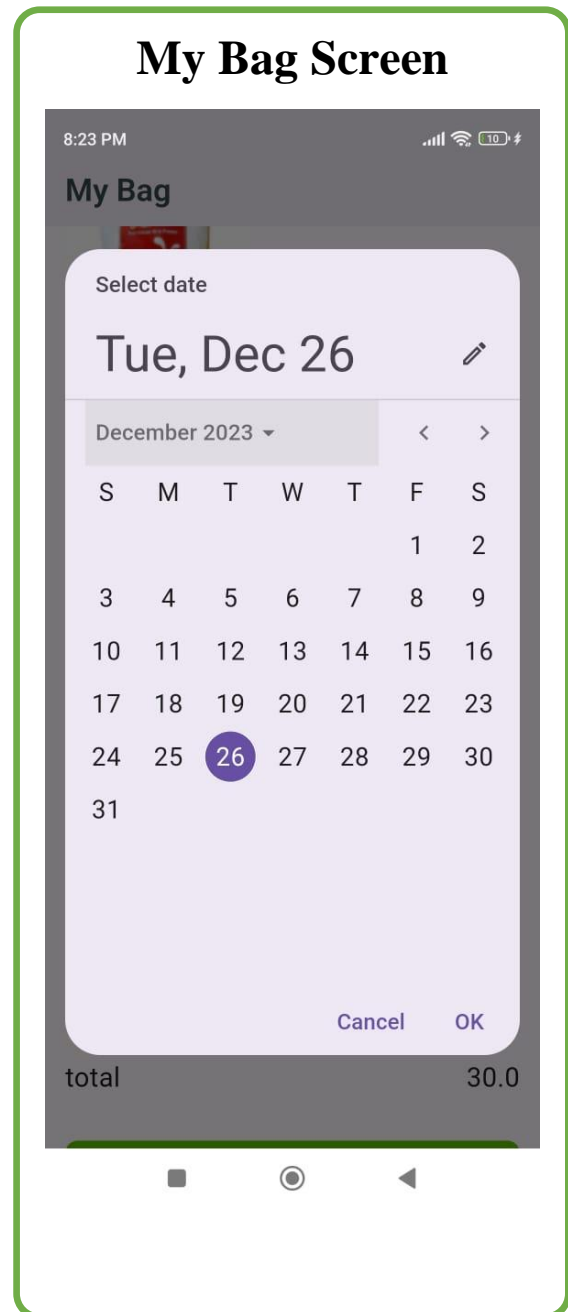 My Bag Screen
8:23 PM 10
My Bag
Select date
Tue, Dec 26
December 2023
S M T W T F S
1 2
3 4 5 6 7 8 9
10 11 12 13 14 15 16
17 18 19 20 21 22 23
24 25 26 27 28 29 30
31
Cancel OK
total 30.0